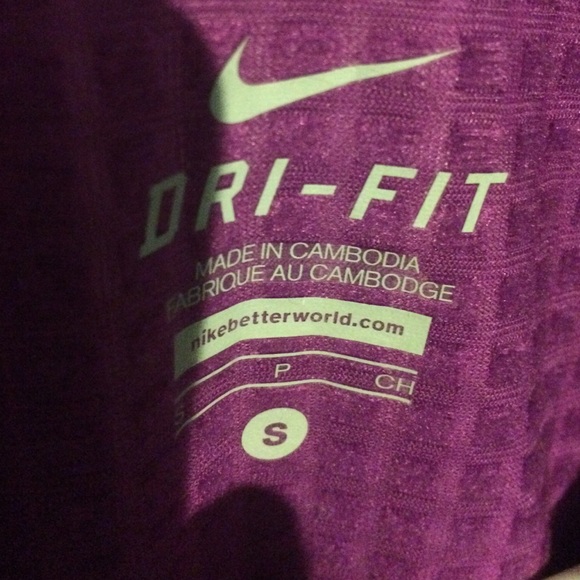 DRI-FIT
MADE IN CAMBODIA
FABRIQUE AU CAMBODGE
nikebetterworld.com
S P CH
S